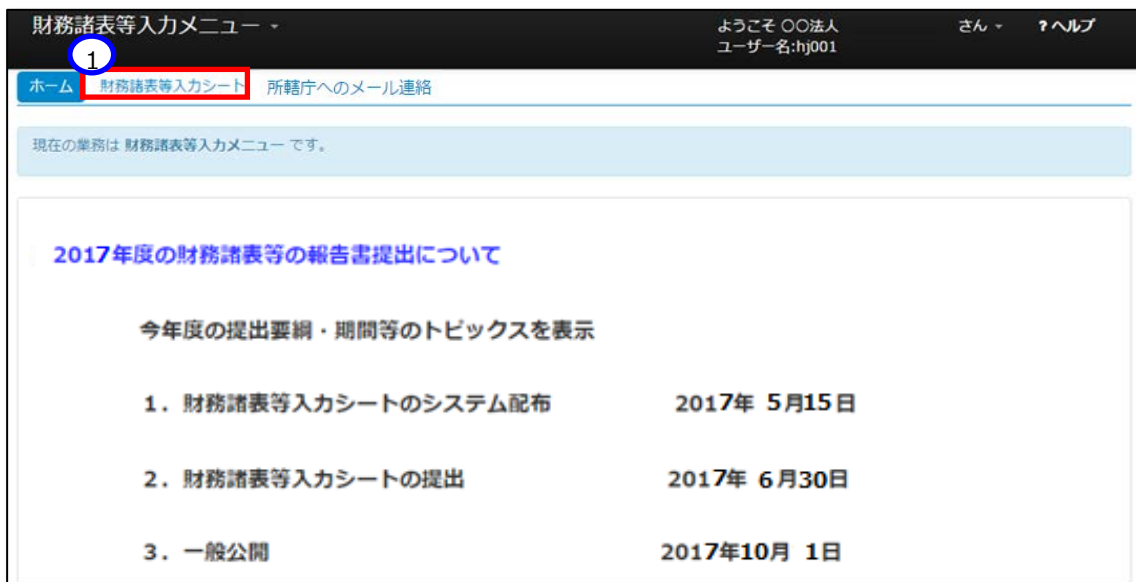 財務諸表等入力メニュー
ようこそ 〇〇法人 さん ?ヘルプ
ユーザー名:hj001
1
ホーム 財務諸表等入力シート 所轄庁へのメール連絡
現在の業務は 財務諸表等入力メニュー です。
2017年度の財務諸表等の報告書提出について
今年度の提出要綱・期間等のトピックスを表示
1．財務諸表等入力シートのシステム配布 2017年 5月15日
2．財務諸表等入力シートの提出 2017年 6月30日
3．一般公開 2017年10月 1日